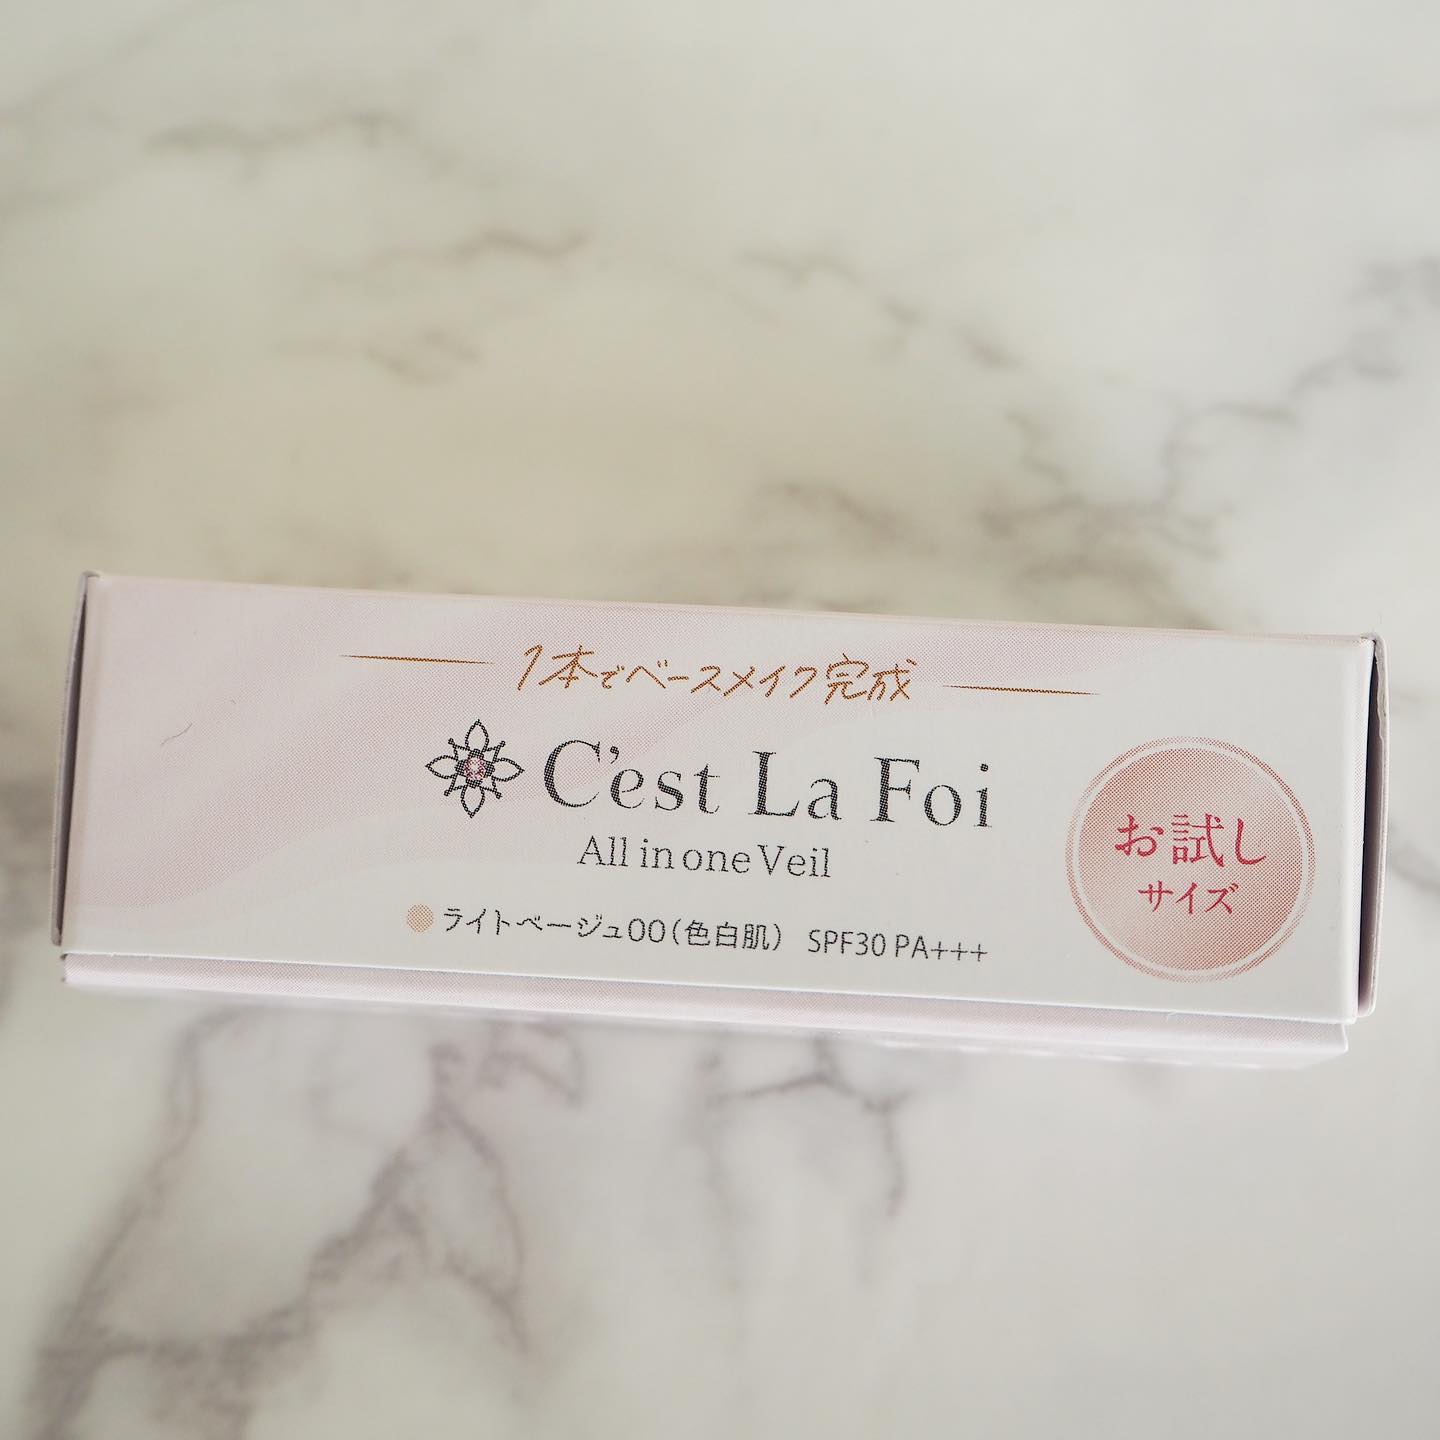 1本でベースメイク完成
C'est La Foi
All in one Veil
ライトベージュ00(色白肌) SPF30 PA+++
お試し
サイズ